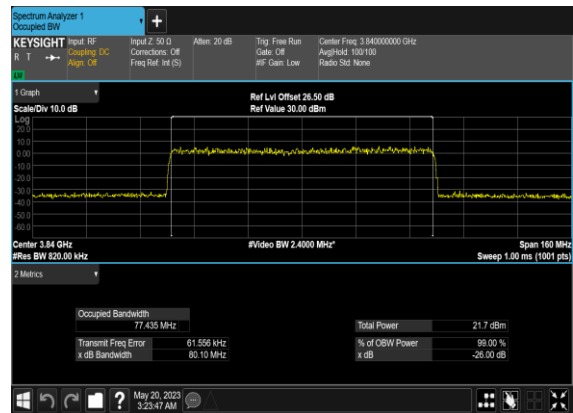 Spectrum Analyzer 1
Occupied BW
KEYSIGHT Input: RF Input Z: 50 Ω Atten: 20 dB Trig: Free Run Center Freq: 3.840000000 GHz
R T Coupling: DC Corrections: Off Gate: Off Avg|Hold: 100/100
Align: Off Freq Ref: Int (S) #IF Gain: Low Radio Std: None
LW
1 Graph Ref Lvl Offset 26.50 dB
Scale/Div 10.0 dB Ref Value 30.00 dBm
Log
20.0
10.0
0.00
-10.0
-20.0
-30.0
-40.0
-50.0
-60.0
Center 3.84 GHz #Video BW 2.4000 MHz* Span 160 MHz
#Res BW 820.00 kHz Sweep 1.00 ms (1001 pts)
2 Metrics
Occupied Bandwidth
77.435 MHz Total Power 21.7 dBm
Transmit Freq Error 61.556 kHz % of OBW Power 99.00 %
x dB Bandwidth 80.10 MHz x dB -26.00 dB
? May 20, 2023
3:23:47 AM